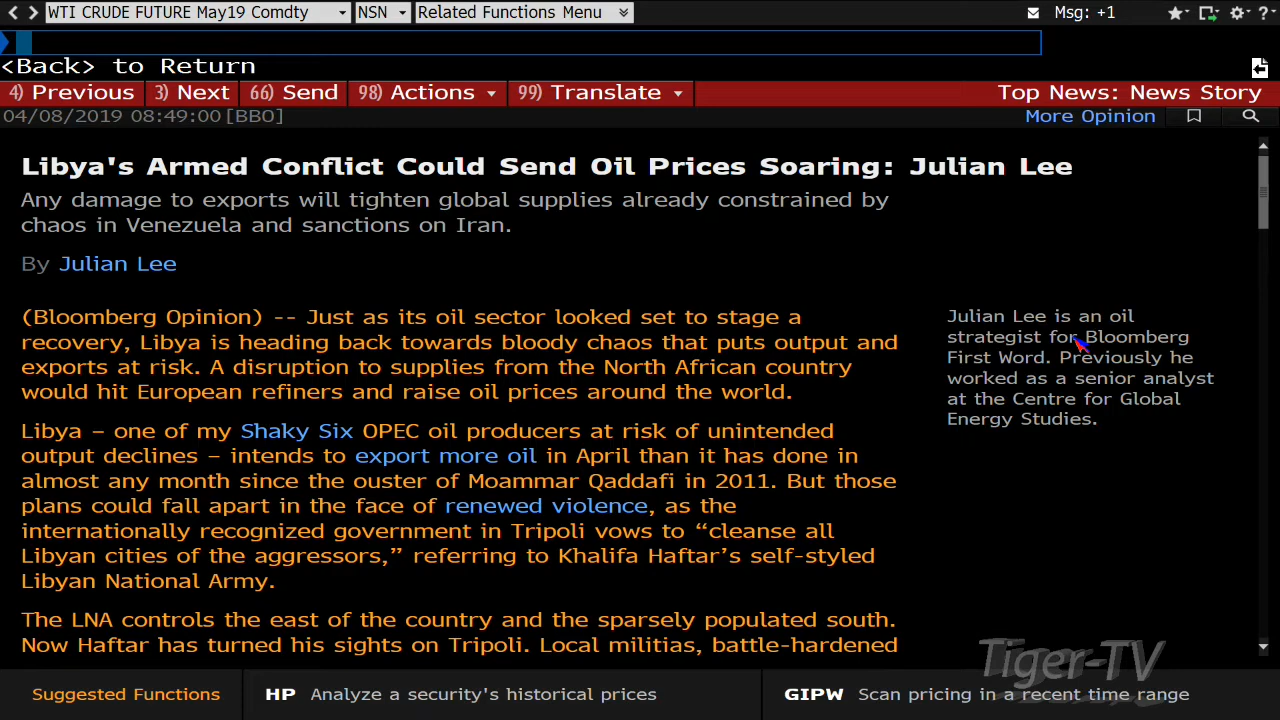 WTI CRUDE FUTURE May19 Comdty NSN Related Functions Menu Msg: +1 ?
<Back> to Return
4) Previous 3) Next 66) Send 98) Actions 99) Translate Top News: News Story
04/08/2019 08:49:00 [BBO] More Opinion
Libya's Armed Conflict Could Send Oil Prices Soaring: Julian Lee
Any damage to exports will tighten global supplies already constrained by
chaos in Venezuela and sanctions on Iran.
By Julian Lee
(Bloomberg Opinion) -- Just as its oil sector looked set to stage a
recovery, Libya is heading back towards bloody chaos that puts output and
exports at risk. A disruption to supplies from the North African country
would hit European refiners and raise oil prices around the world.
Libya – one of my Shaky Six OPEC oil producers at risk of unintended
output declines – intends to export more oil in April than it has done in
almost any month since the ouster of Moammar Qaddafi in 2011. But those
plans could fall apart in the face of renewed violence, as the
internationally recognized government in Tripoli vows to “cleanse all
Libyan cities of the aggressors,” referring to Khalifa Haftar’s self-styled
Libyan National Army.
The LNA controls the east of the country and the sparsely populated south.
Now Haftar has turned his sights on Tripoli. Local militias, battle-hardened
Julian Lee is an oil
strategist for Bloomberg
First Word. Previously he
worked as a senior analyst
at the Centre for Global
Energy Studies.
Tiger-TV
Suggested Functions HP Analyze a security's historical prices GIPW Scan pricing in a recent time range